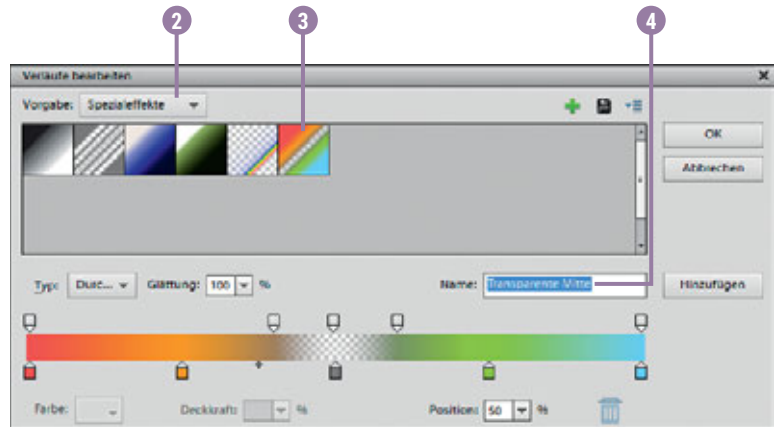 2 3 4
Verläufe bearbeiten X
Vorgabe: Spezialeffekte
OK
Abbrechen
Typ: Durc... Glättung: 100 % Name: Transparente Mitte Hinzufügen
Farbe: Deckkraft: % Position: 50 %